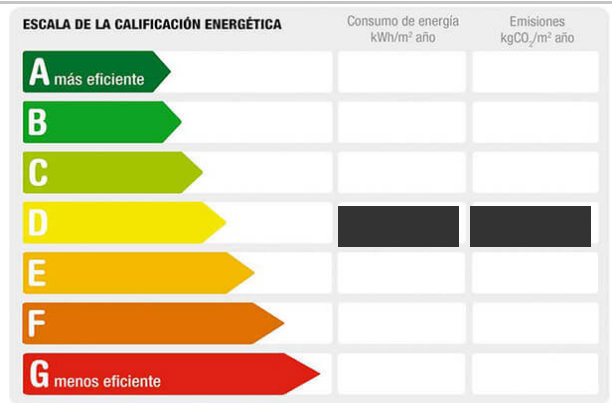 ESCALA DE LA CALIFICACIÓN ENERGÉTICA
Consumo de energía
kWh/m² año
Emisiones
kgCO₂/m² año
A más eficiente
B
C
D
E
F
G menos eficiente